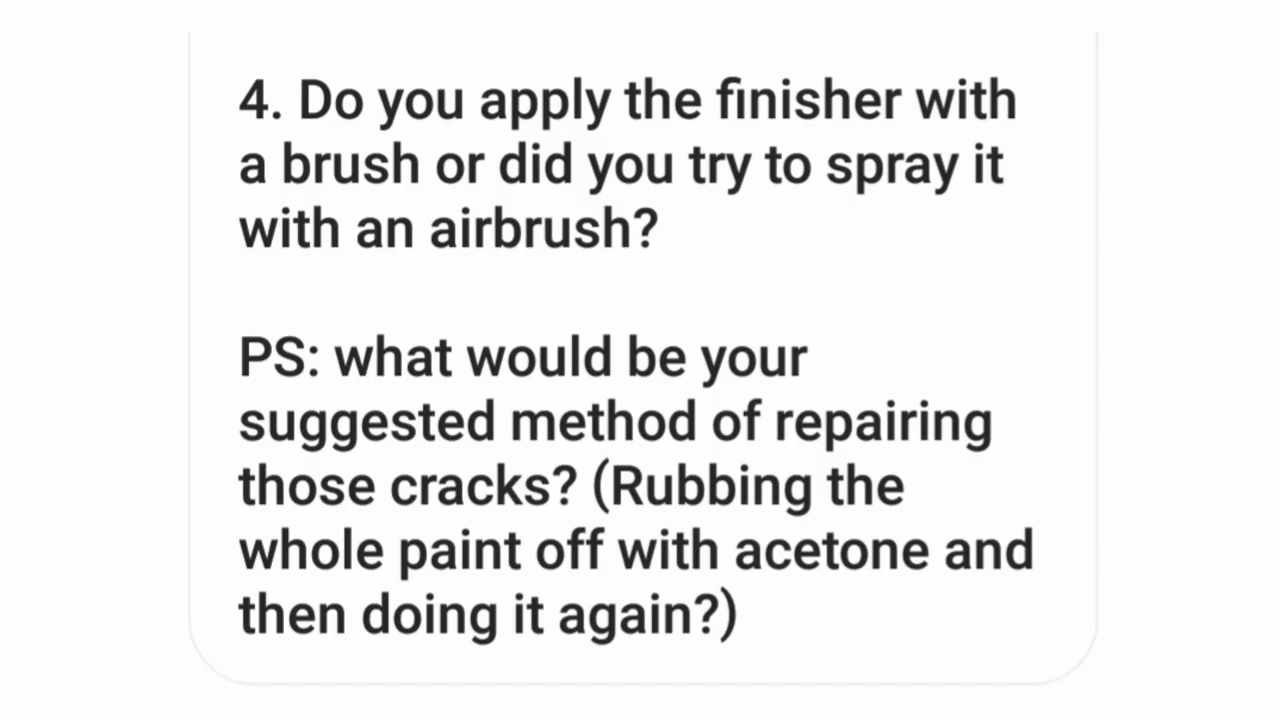 4. Do you apply the finisher with
a brush or did you try to spray it
with an airbrush?
PS: what would be your
suggested method of repairing
those cracks? (Rubbing the
whole paint off with acetone and
then doing it again?)